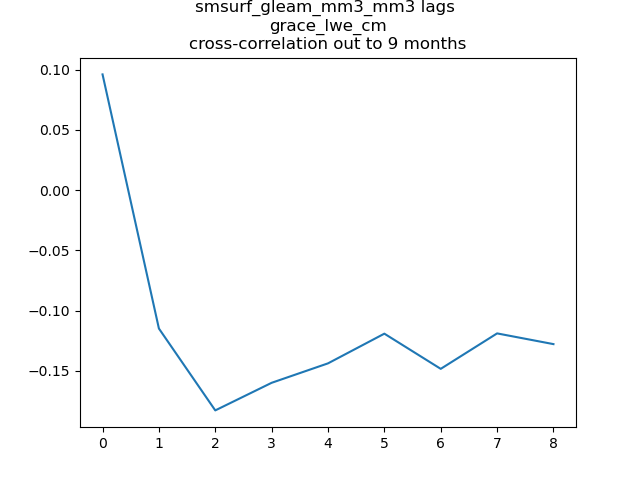 smsurf_gleam_mm3_mm3 lags
grace_lwe_cm
cross-correlation out to 9 months
0.10
0.05
0.00
−0.05
−0.10
−0.15
0 1 2 3 4 5 6 7 8